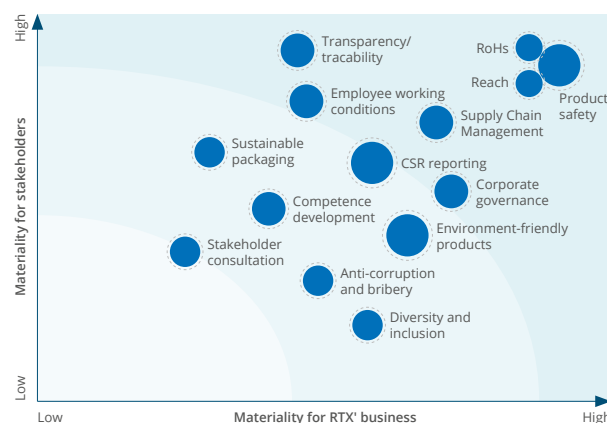 High
Transparency/
tracability
RoHs
Reach
Product
safety
Employee working
conditions
Supply Chain
Management
Sustainable
packaging
CSR reporting
Corporate
governance
Competence
development
Environment-friendly
products
Stakeholder
consultation
Anti-corruption
and bribery
Diversity and
inclusion
Materiality for stakeholders
Low
Low
Materiality for RTX' business
High